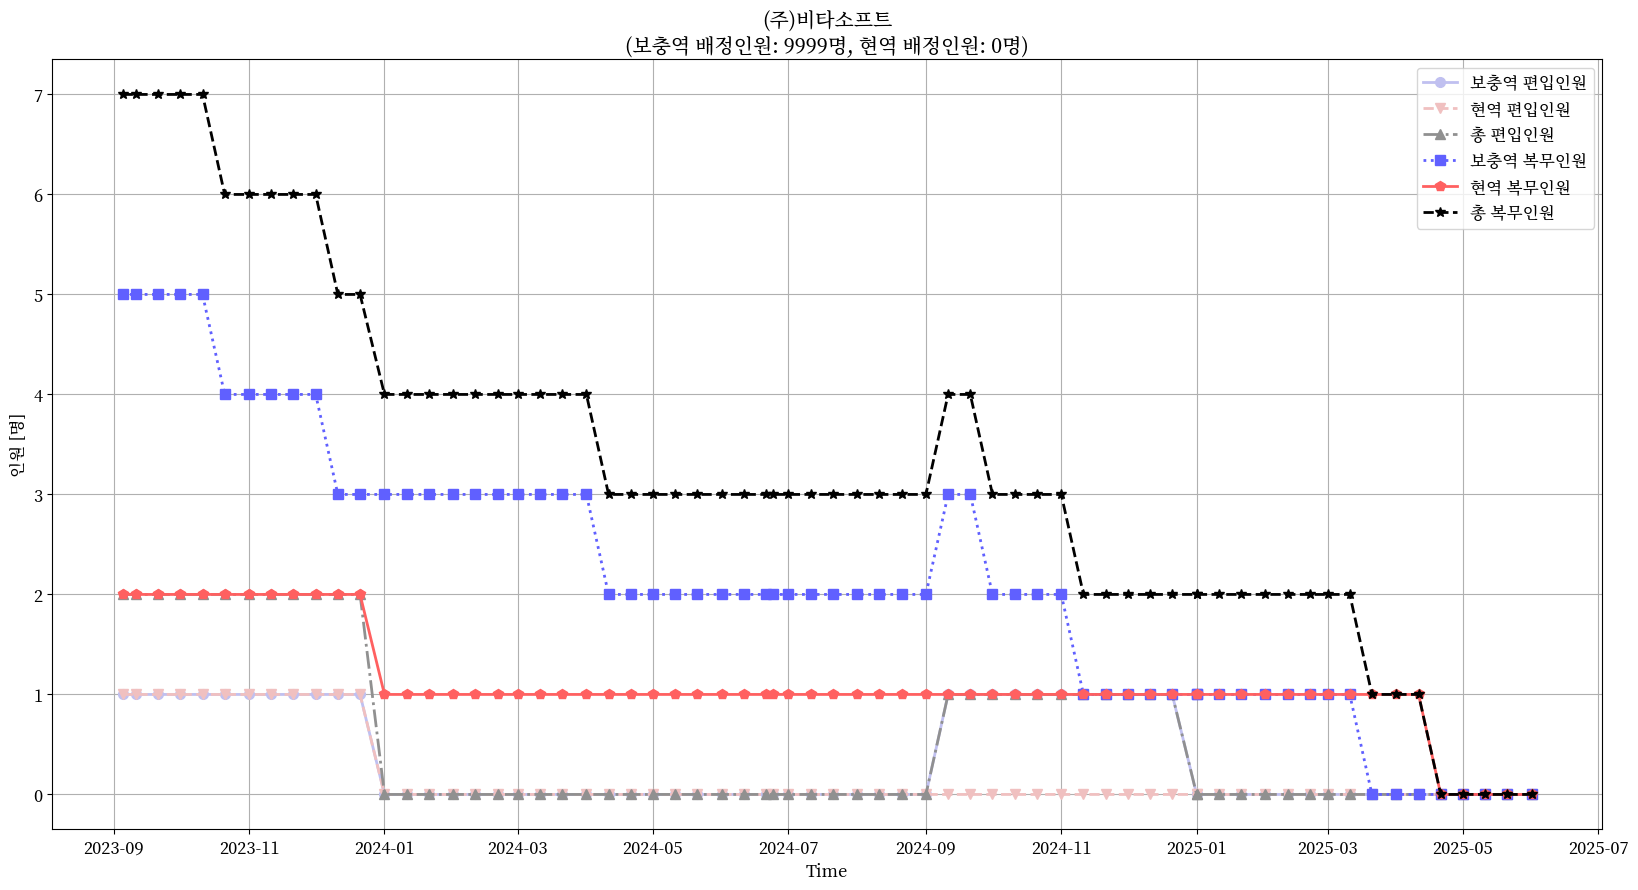 (주)비타소프트
(보충역 배정인원: 9999명, 현역 배정인원: 0명)
보충역 편입인원
현역 편입인원
총 편입인원
보충역 복무인원
현역 복무인원
총 복무인원
인원 [명]
7
6
5
4
3
2
1
0
2023-09
2023-11
2024-01
2024-03
2024-05
2024-07
2024-09
2024-11
2025-01
2025-03
2025-05
2025-07
Time